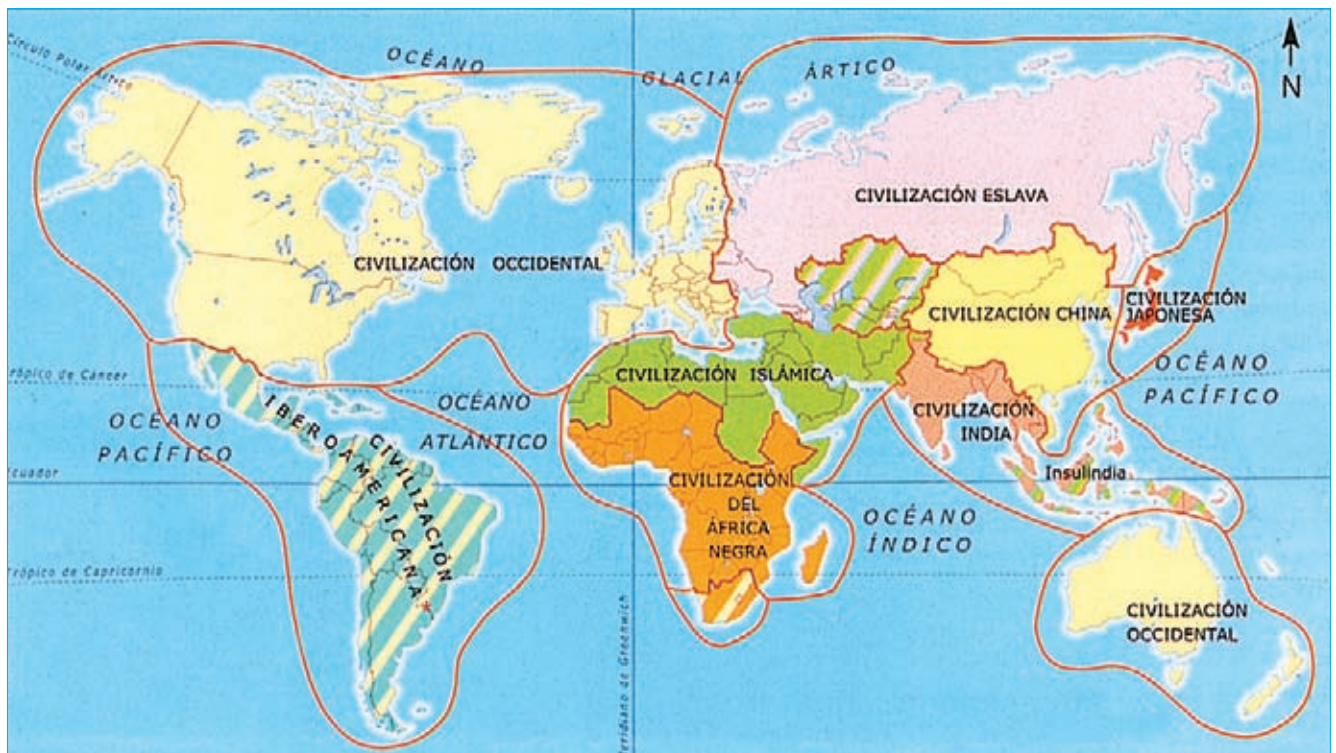 Círculo Polar Ártico
OCÉANO
GLACIAL
ÁRTICO
N
CIVILIZACIÓN ESLAVA
CIVILIZACIÓN OCCIDENTAL
CIVILIZACIÓN CHINA
CIVILIZACIÓN
JAPONESA
Trópico de Cáncer
CIVILIZACIÓN ISLÁMICA
OCÉANO
PACÍFICO
OCÉANO
ATLÁNTICO
OCÉANO
PACÍFICO
CIVILIZACIÓN
INDIA
CIVILIZACIÓN
IBEROAMERICANA*
Ecuador
Insulindia
CIVILIZACIÓN
DEL
ÁFRICA
NEGRA
OCÉANO
ÍNDICO
Trópico de Capricornio
CIVILIZACIÓN
OCCIDENTAL
Meridiano de Greenwich